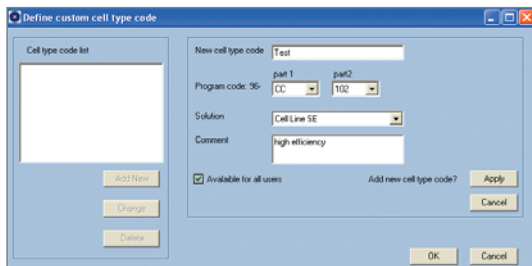 Define custom cell type code
Cell type code list
Add New
Change
Delete
New cell type code Test
part 1 part2
Program code: 96- CC 102
Solution Cell Line SE
Comment high efficiency
Available for all users Add new cell type code? Apply
Cancel
OK Cancel